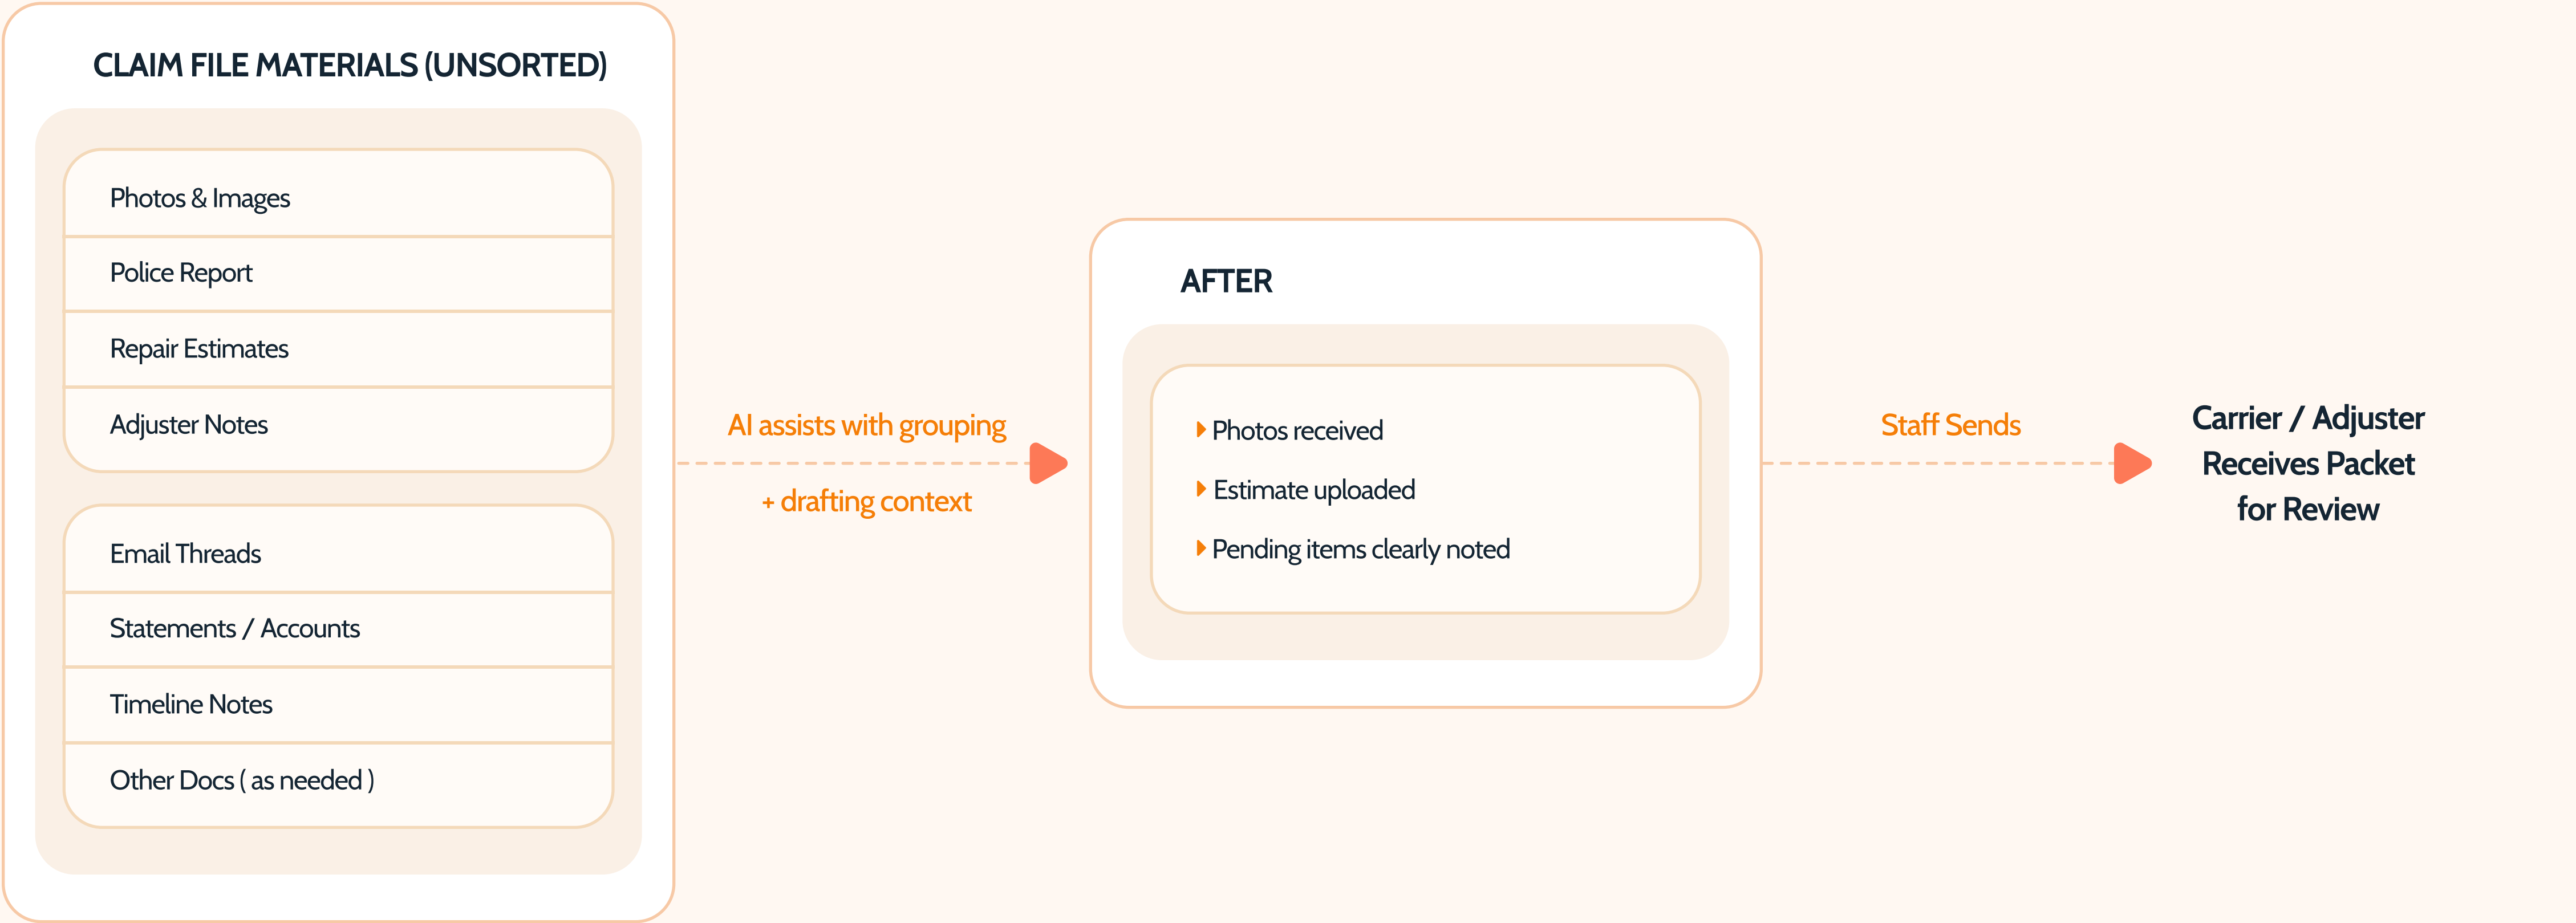 CLAIM FILE MATERIALS (UNSORTED)
Photos & Images
Police Report
Repair Estimates
Adjuster Notes
Email Threads
Statements / Accounts
Timeline Notes
Other Docs ( as needed )
AI assists with grouping
+ drafting context
AFTER
Photos received
Estimate uploaded
Pending items clearly noted
Staff Sends
Carrier / Adjuster
Receives Packet
for Review